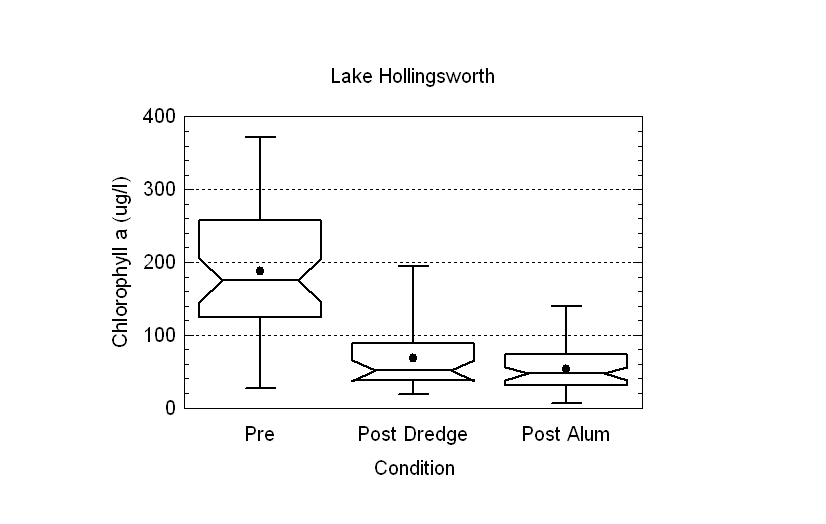 Lake Hollingsworth
400
300
200
100
0
Chlorophyll a (ug/l)
Pre
Post Dredge
Post Alum
Condition